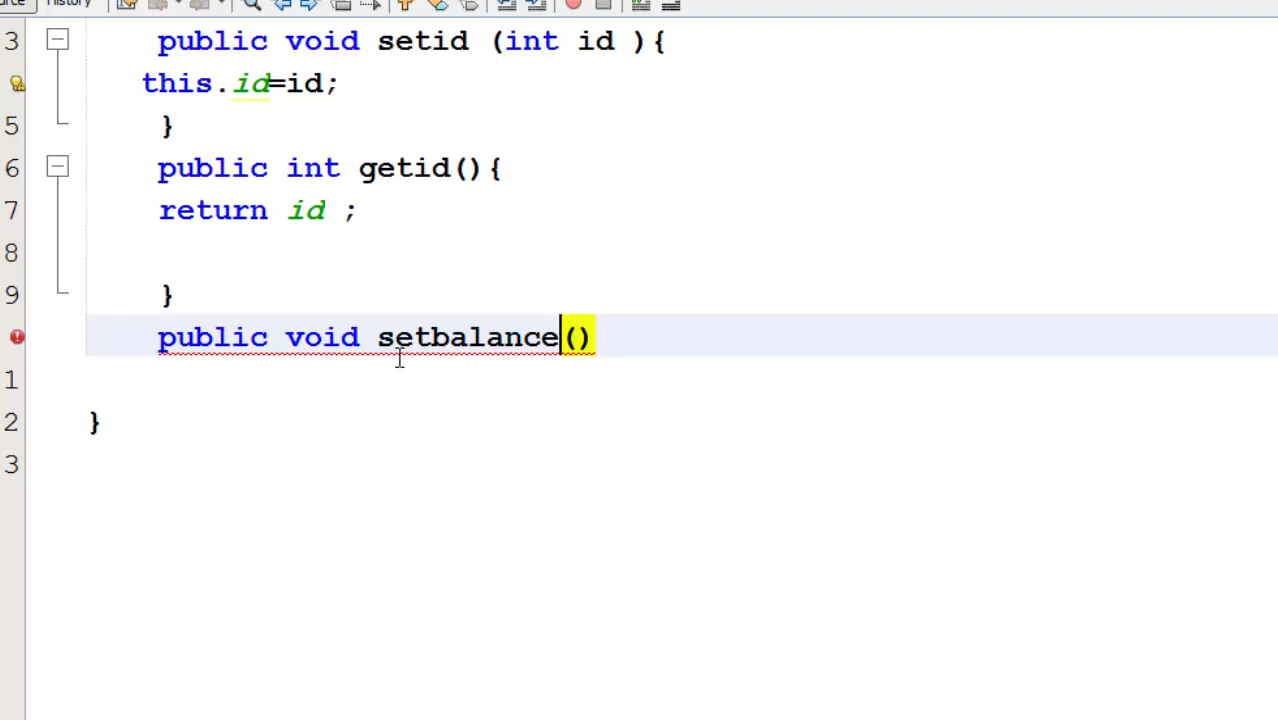 History
3 public void setid (int id ){
this.id=id;
5 }
6 public int getid(){
7 return id ;
8
9 }
public void setbalance()
1
2 }
3